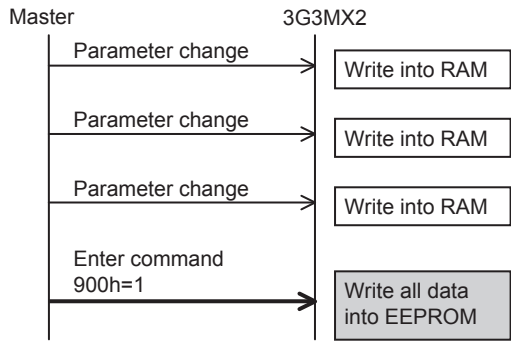 Master
3G3MX2
Parameter change
Write into RAM
Parameter change
Write into RAM
Parameter change
Write into RAM
Enter command
900h=1
Write all data
into EEPROM